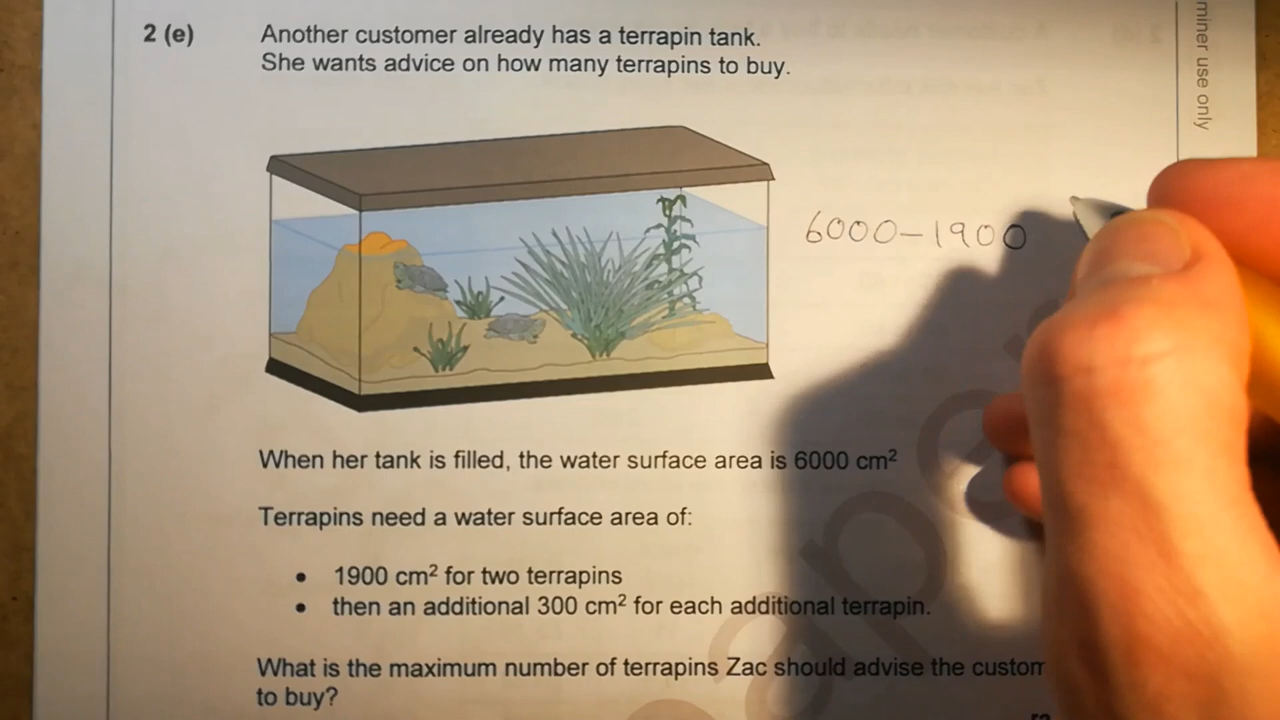 miner use only
2 (e) Another customer already has a terrapin tank.
She wants advice on how many terrapins to buy.
6000-1900
When her tank is filled, the water surface area is 6000 cm²
Terrapins need a water surface area of:
• 1900 cm² for two terrapins
• then an additional 300 cm² for each additional terrapin.
What is the maximum number of terrapins Zac should advise the custom
to buy?